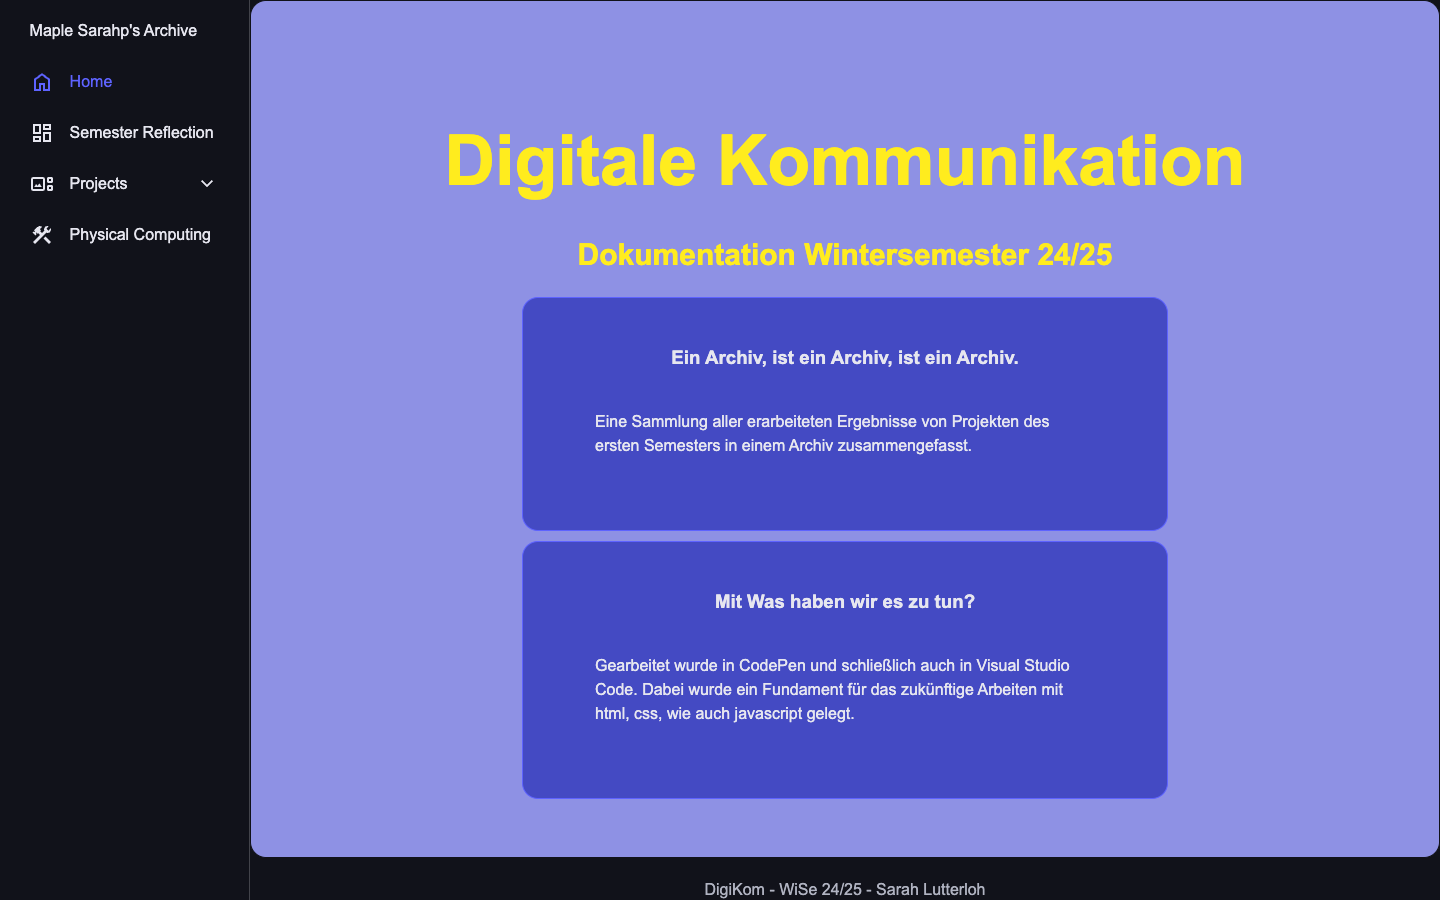 Maple Sarahp's Archive
Home
Semester Reflection
Projects
Physical Computing
Digitale Kommunikation
Dokumentation Wintersemester 24/25
Ein Archiv, ist ein Archiv, ist ein Archiv.
Eine Sammlung aller erarbeiteten Ergebnisse von Projekten des
ersten Semesters in einem Archiv zusammengefasst.
Mit Was haben wir es zu tun?
Gearbeitet wurde in CodePen und schließlich auch in Visual Studio
Code. Dabei wurde ein Fundament für das zukünftige Arbeiten mit
html, css, wie auch javascript gelegt.
DigiKom - WiSe 24/25 - Sarah Lutterloh